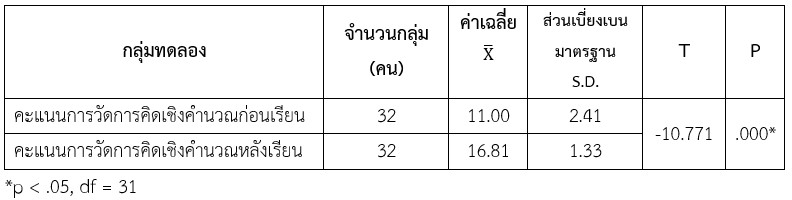 กลุ่มทดลอง
จำนวนกลุ่ม
(คน)
ค่าเฉลี่ย
X̄
ส่วนเบี่ยงเบน
มาตรฐาน
S.D.
T
P
คะแนนการวัดการคิดเชิงคำนวณก่อนเรียน 32 11.00 2.41
-10.771 .000*
คะแนนการวัดการคิดเชิงคำนวณหลังเรียน 32 16.81 1.33
*p < .05, df = 31